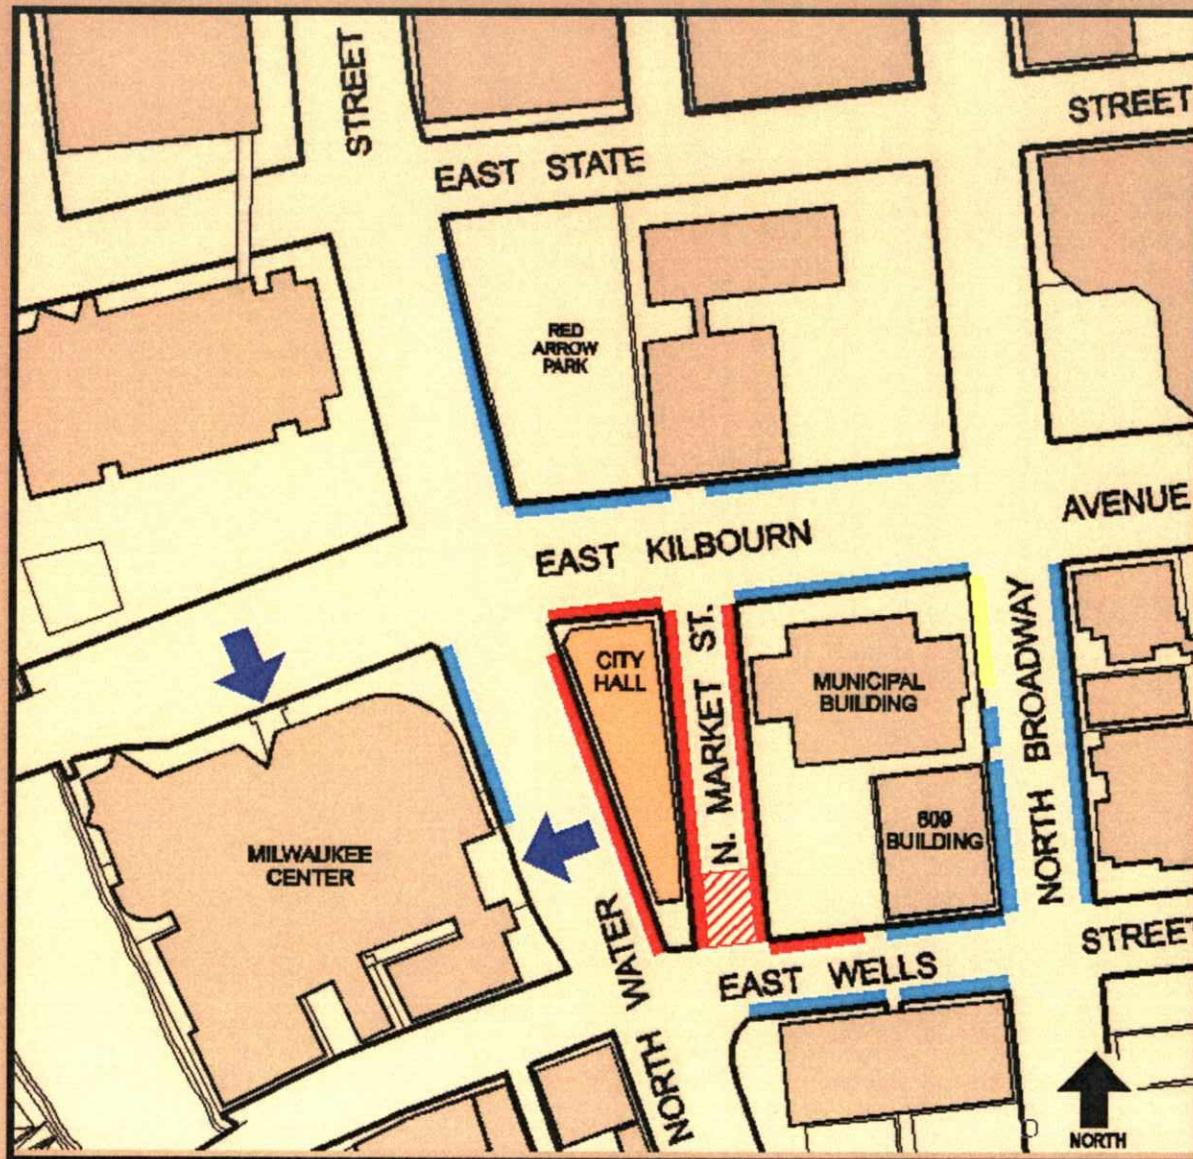 STREET
STREET
EAST STATE
RED
ARROW
PARK
AVENUE
EAST KILBOURN
CITY
HALL
N. MARKET ST.
MUNICIPAL
BUILDING
NORTH BROADWAY
809
BUILDING
MILWAUKEE
CENTER
NORTH WATER
EAST WELLS
STREET
NORTH